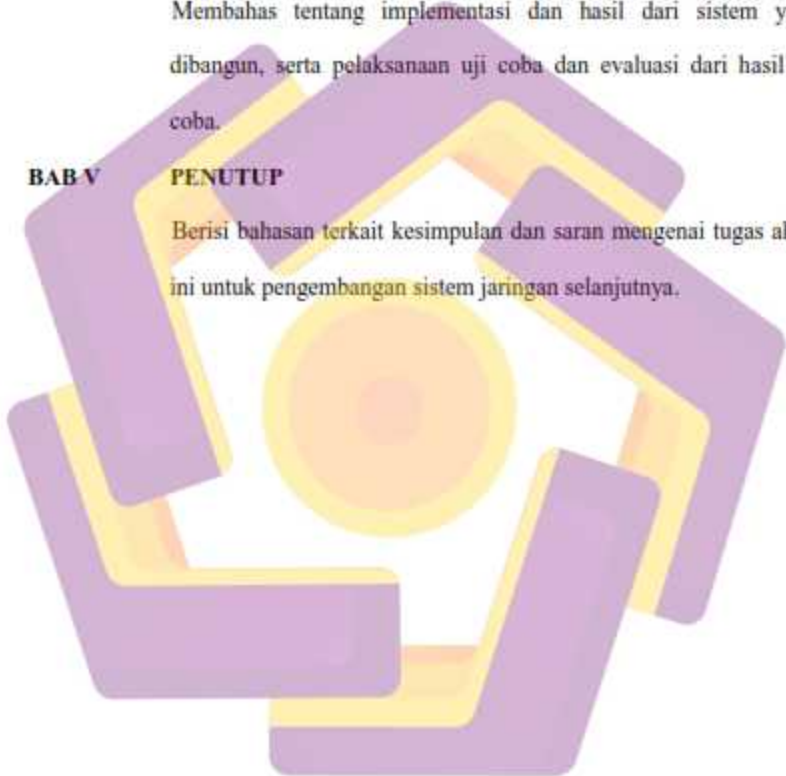 Membahas tentang implementasi dan hasil dari sistem y
dibangun, serta pelaksanaan uji coba dan evaluasi dari hasil
coba.
BAB V PENUTUP
Berisi bahasan terkait kesimpulan dan saran mengenai tugas al
ini untuk pengembangan sistem jaringan selanjutnya.